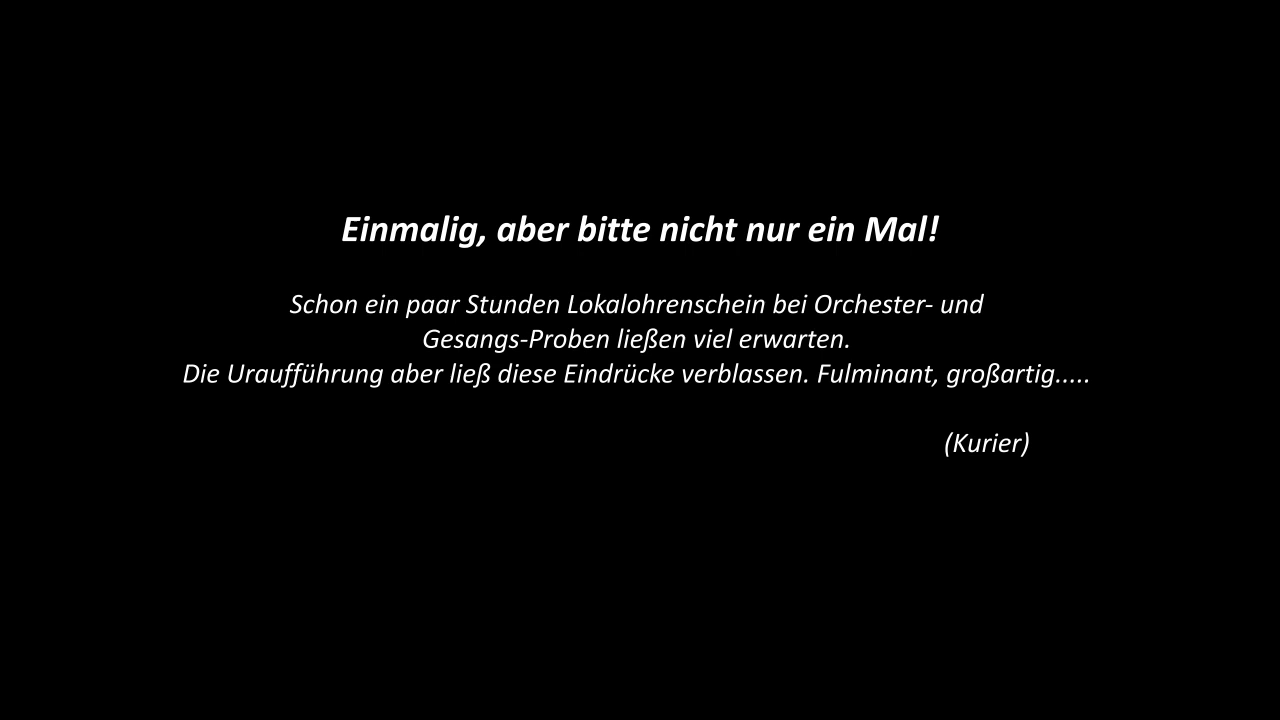 Einmalig, aber bitte nicht nur ein Mal!
Schon ein paar Stunden Lokalohrenschein bei Orchester- und
Gesangs-Proben ließen viel erwarten.
Die Uraufführung aber ließ diese Eindrücke verblassen. Fulminant, großartig.....
(Kurier)